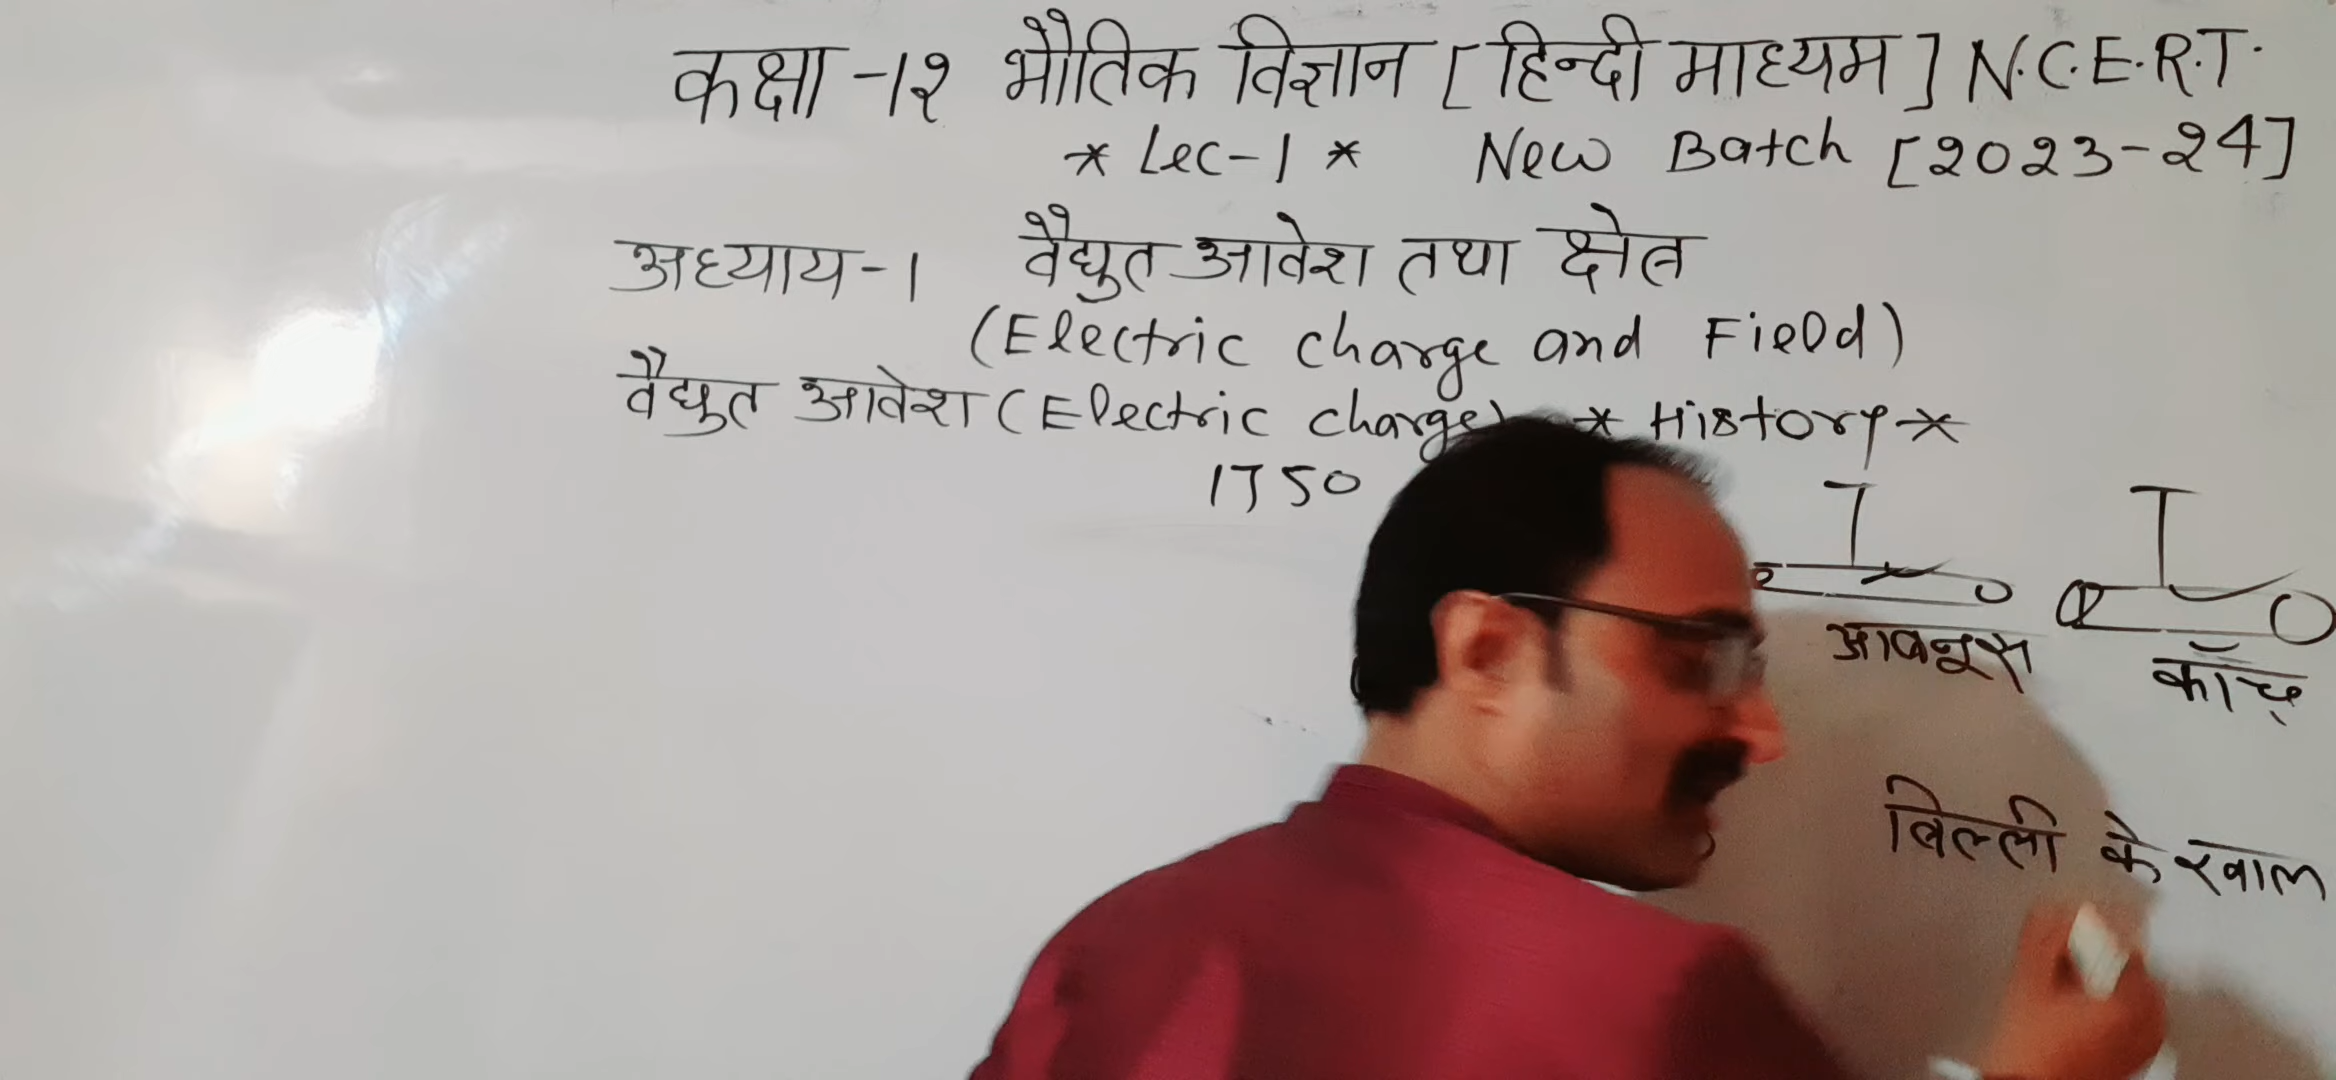 कक्षा -१२ भौतिक विज्ञान [हिन्दी माध्यम] N.C.E.R.T.
* Lec-1 * New Batch [2023-24]
अध्याय-1 वैद्युत आवेश तथा क्षेत्र
(Electric charge and Field)
वैद्युत आवेश (Electric charge) * History *
1750
आबनूस काँच
बिल्ली के खाल